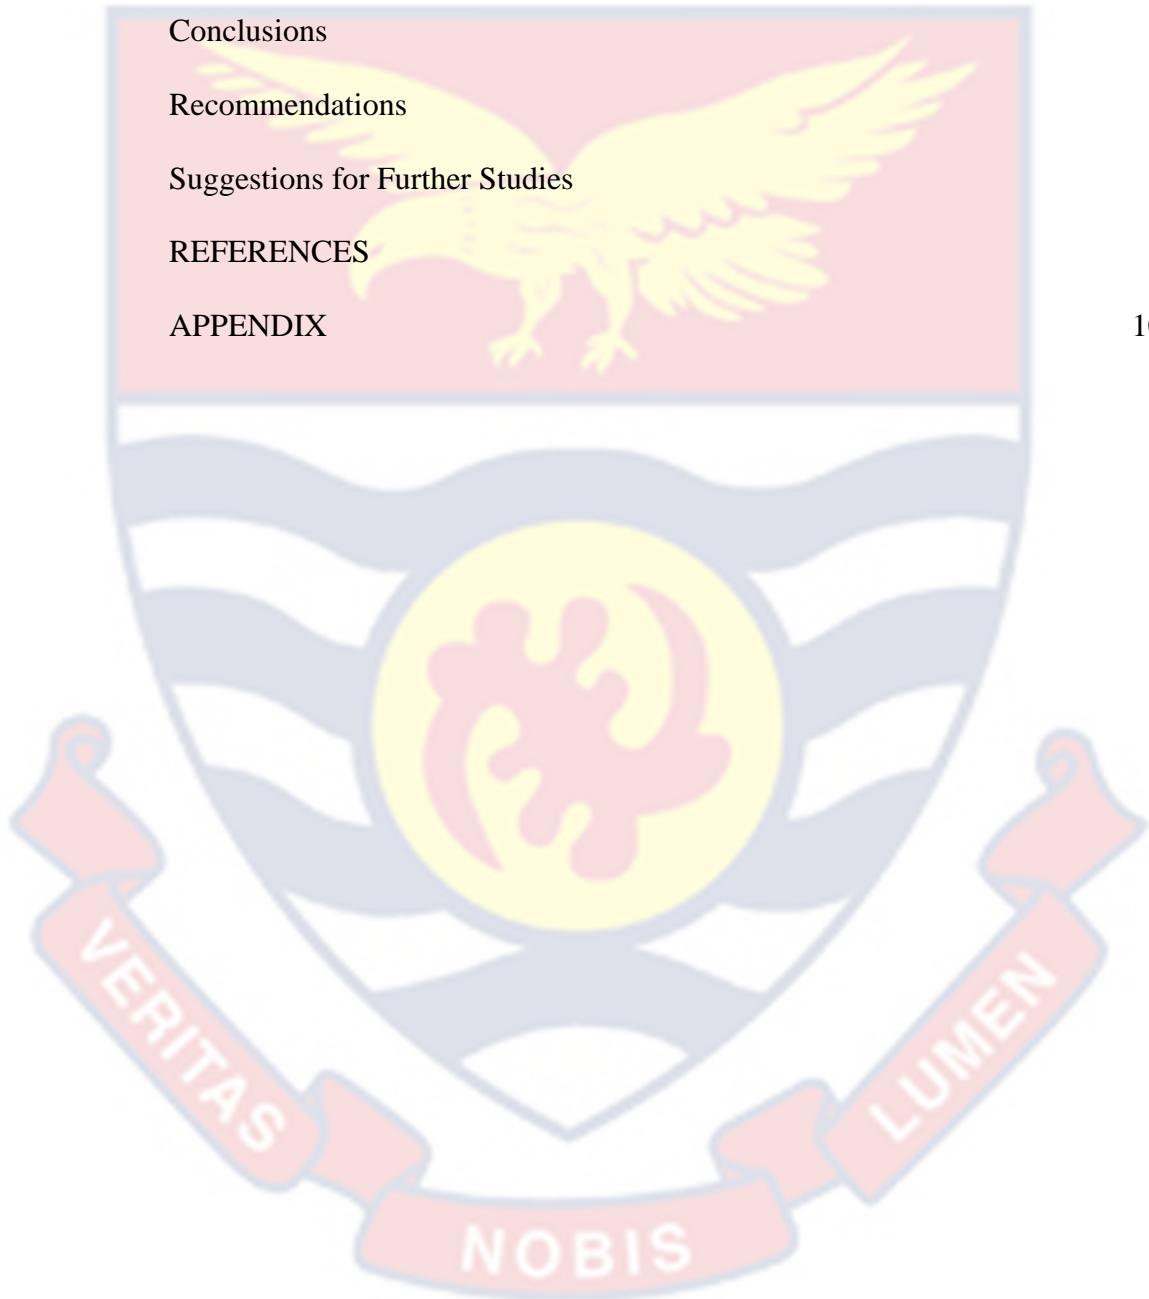 Conclusions
Recommendations
Suggestions for Further Studies
REFERENCES
APPENDIX
VERITAS
NOBIS
LUMEN